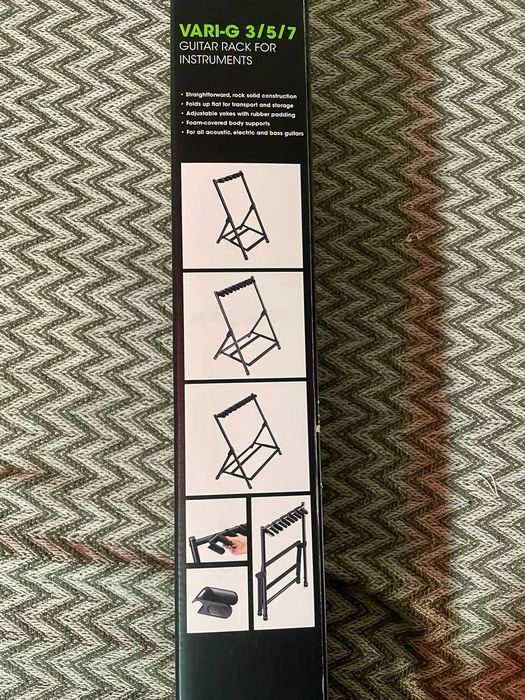 VARI-G 3/5/7
GUITAR RACK FOR
INSTRUMENTS
• Straightforward, rock solid construction
• Folds up flat for transport and storage
• Adjustable yokes with rubber padding
• Foam-covered body supports
• For all acoustic, electric and bass guitars